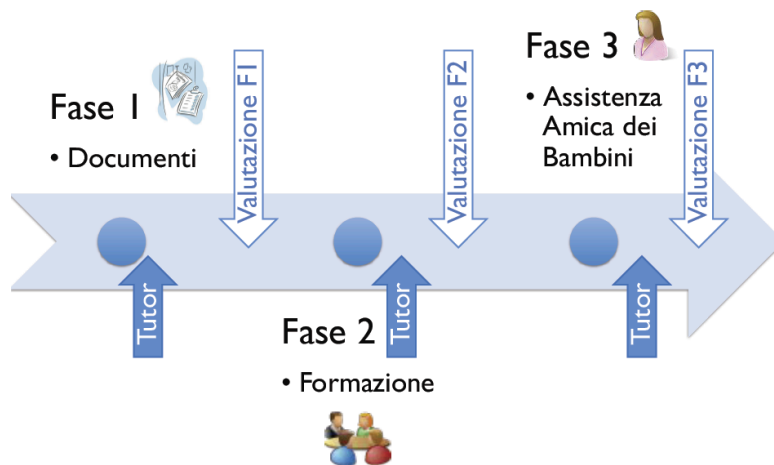 Fase 1
• Documenti
Valutazione F1
Tutor
Fase 2
• Formazione
Valutazione F2
Tutor
Fase 3
• Assistenza
Amica dei
Bambini
Valutazione F3
Tutor